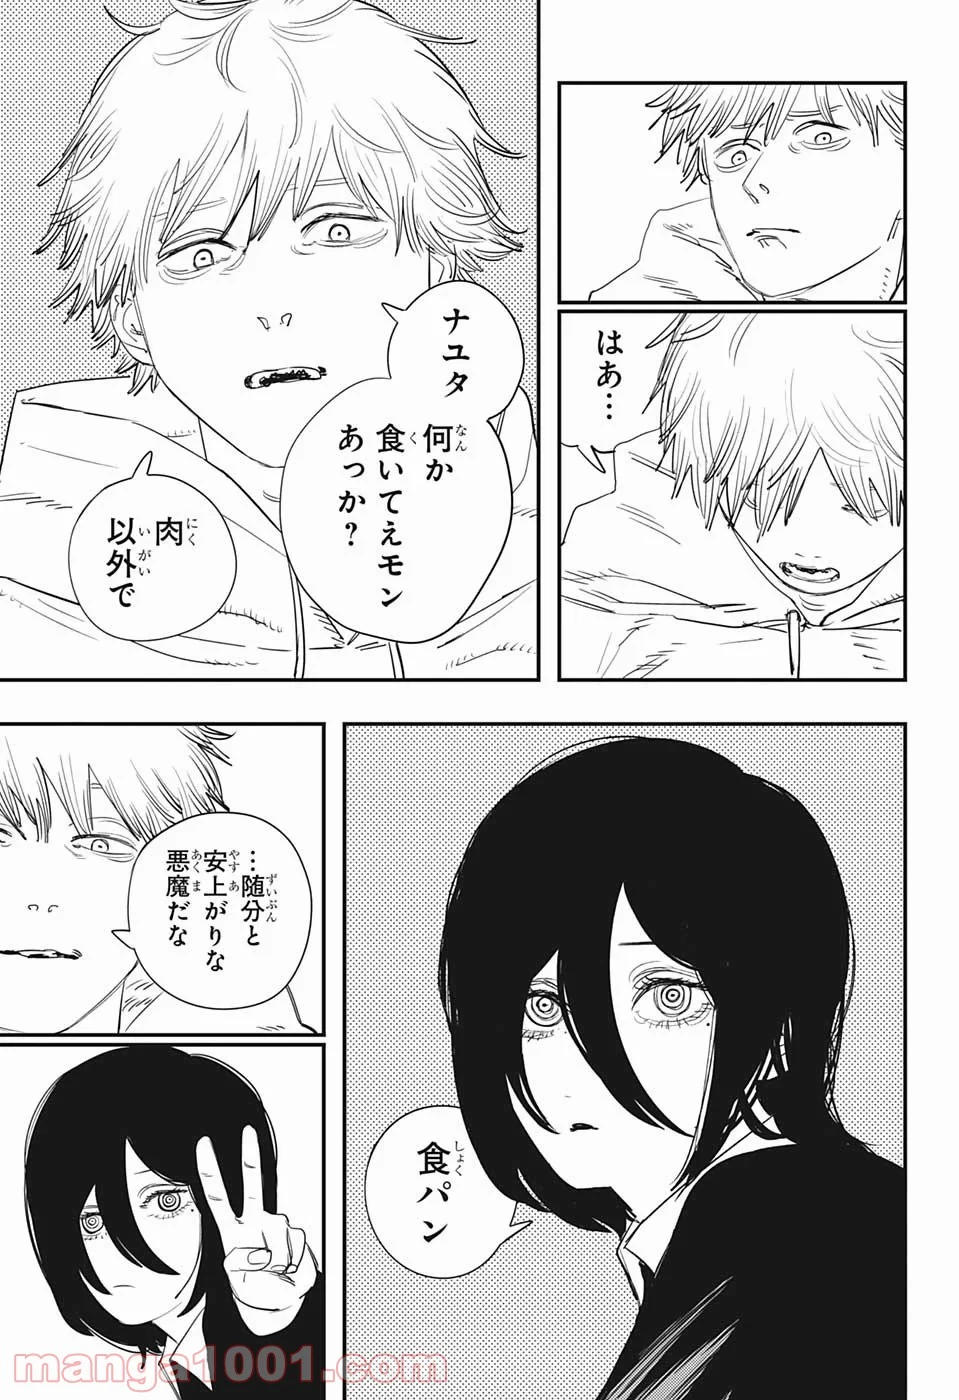 はあ…
ナユタ
何か
食いてえモン
あっか？
肉
以外で
食パン
…随分と
安上がりな
悪魔だな
manga1001.com